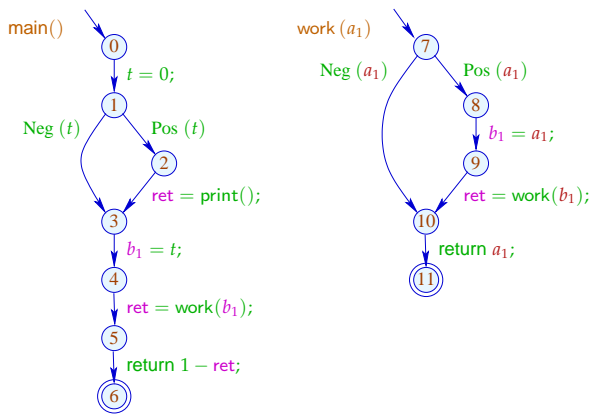 main()
0
t = 0;
1
Neg (t)
Pos (t)
2
ret = print();
3
b₁ = t;
4
ret = work(b₁);
5
return 1 − ret;
6
work (a₁)
7
Neg (a₁)
Pos (a₁)
8
b₁ = a₁;
9
ret = work(b₁);
10
return a₁;
11